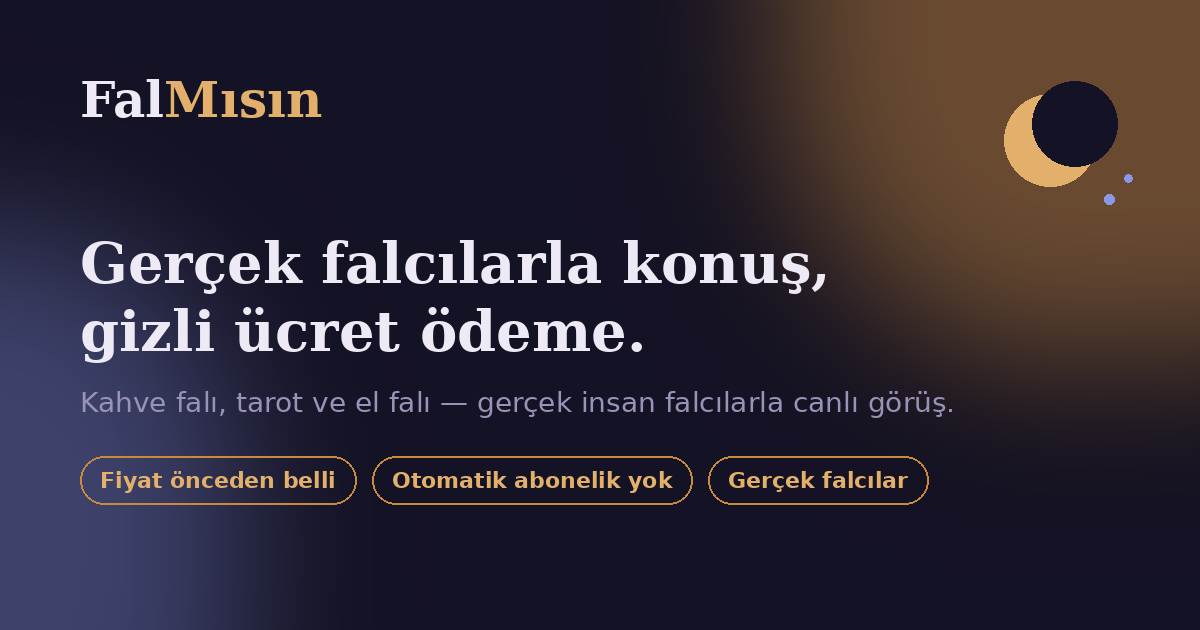 FalMısın
Gerçek falcılarla konuş,
gizli ücret ödeme.
Kahve falı, tarot ve el falı — gerçek insan falcılarla canlı görüş.
Fiyat önceden belli
Otomatik abonelik yok
Gerçek falcılar